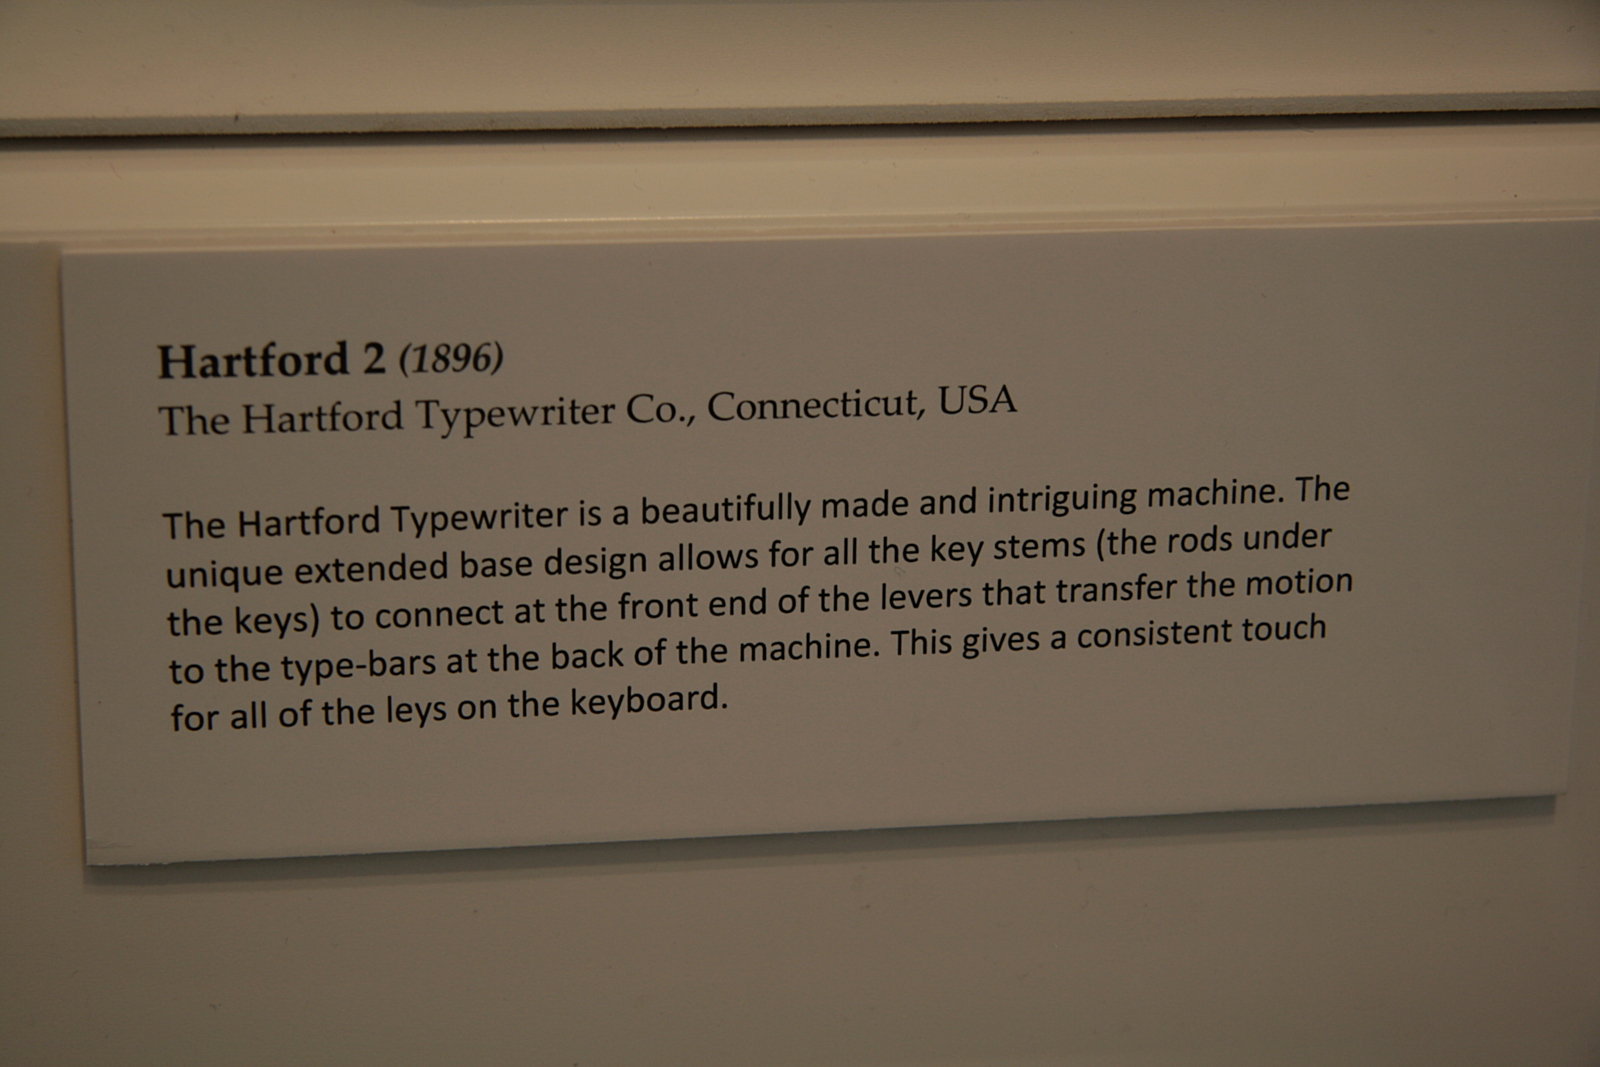 Hartford 2 (1896)
The Hartford Typewriter Co., Connecticut, USA
The Hartford Typewriter is a beautifully made and intriguing machine. The
unique extended base design allows for all the key stems (the rods under
the keys) to connect at the front end of the levers that transfer the motion
to the type-bars at the back of the machine. This gives a consistent touch
for all of the leys on the keyboard.